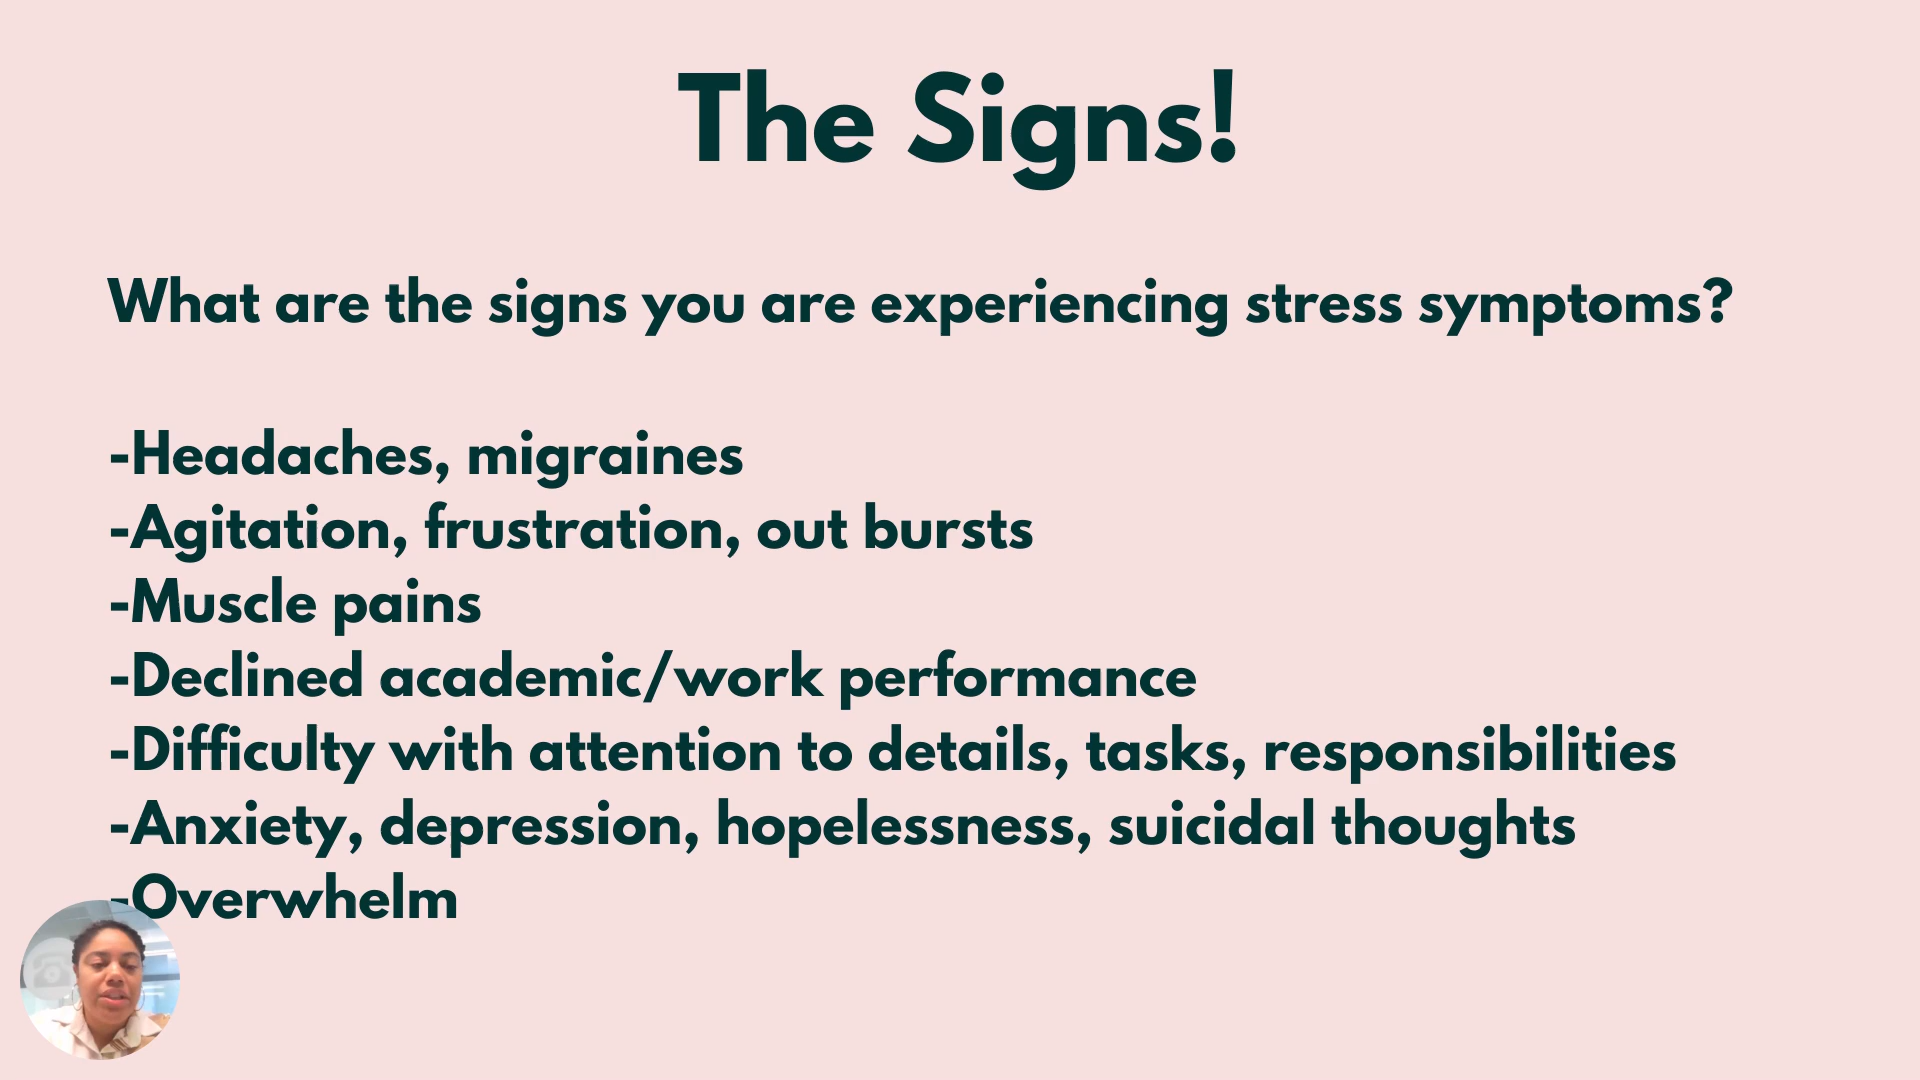 The Signs!
What are the signs you are experiencing stress symptoms?
-Headaches, migraines
-Agitation, frustration, out bursts
-Muscle pains
-Declined academic/work performance
-Difficulty with attention to details, tasks, responsibilities
-Anxiety, depression, hopelessness, suicidal thoughts
-Overwhelm